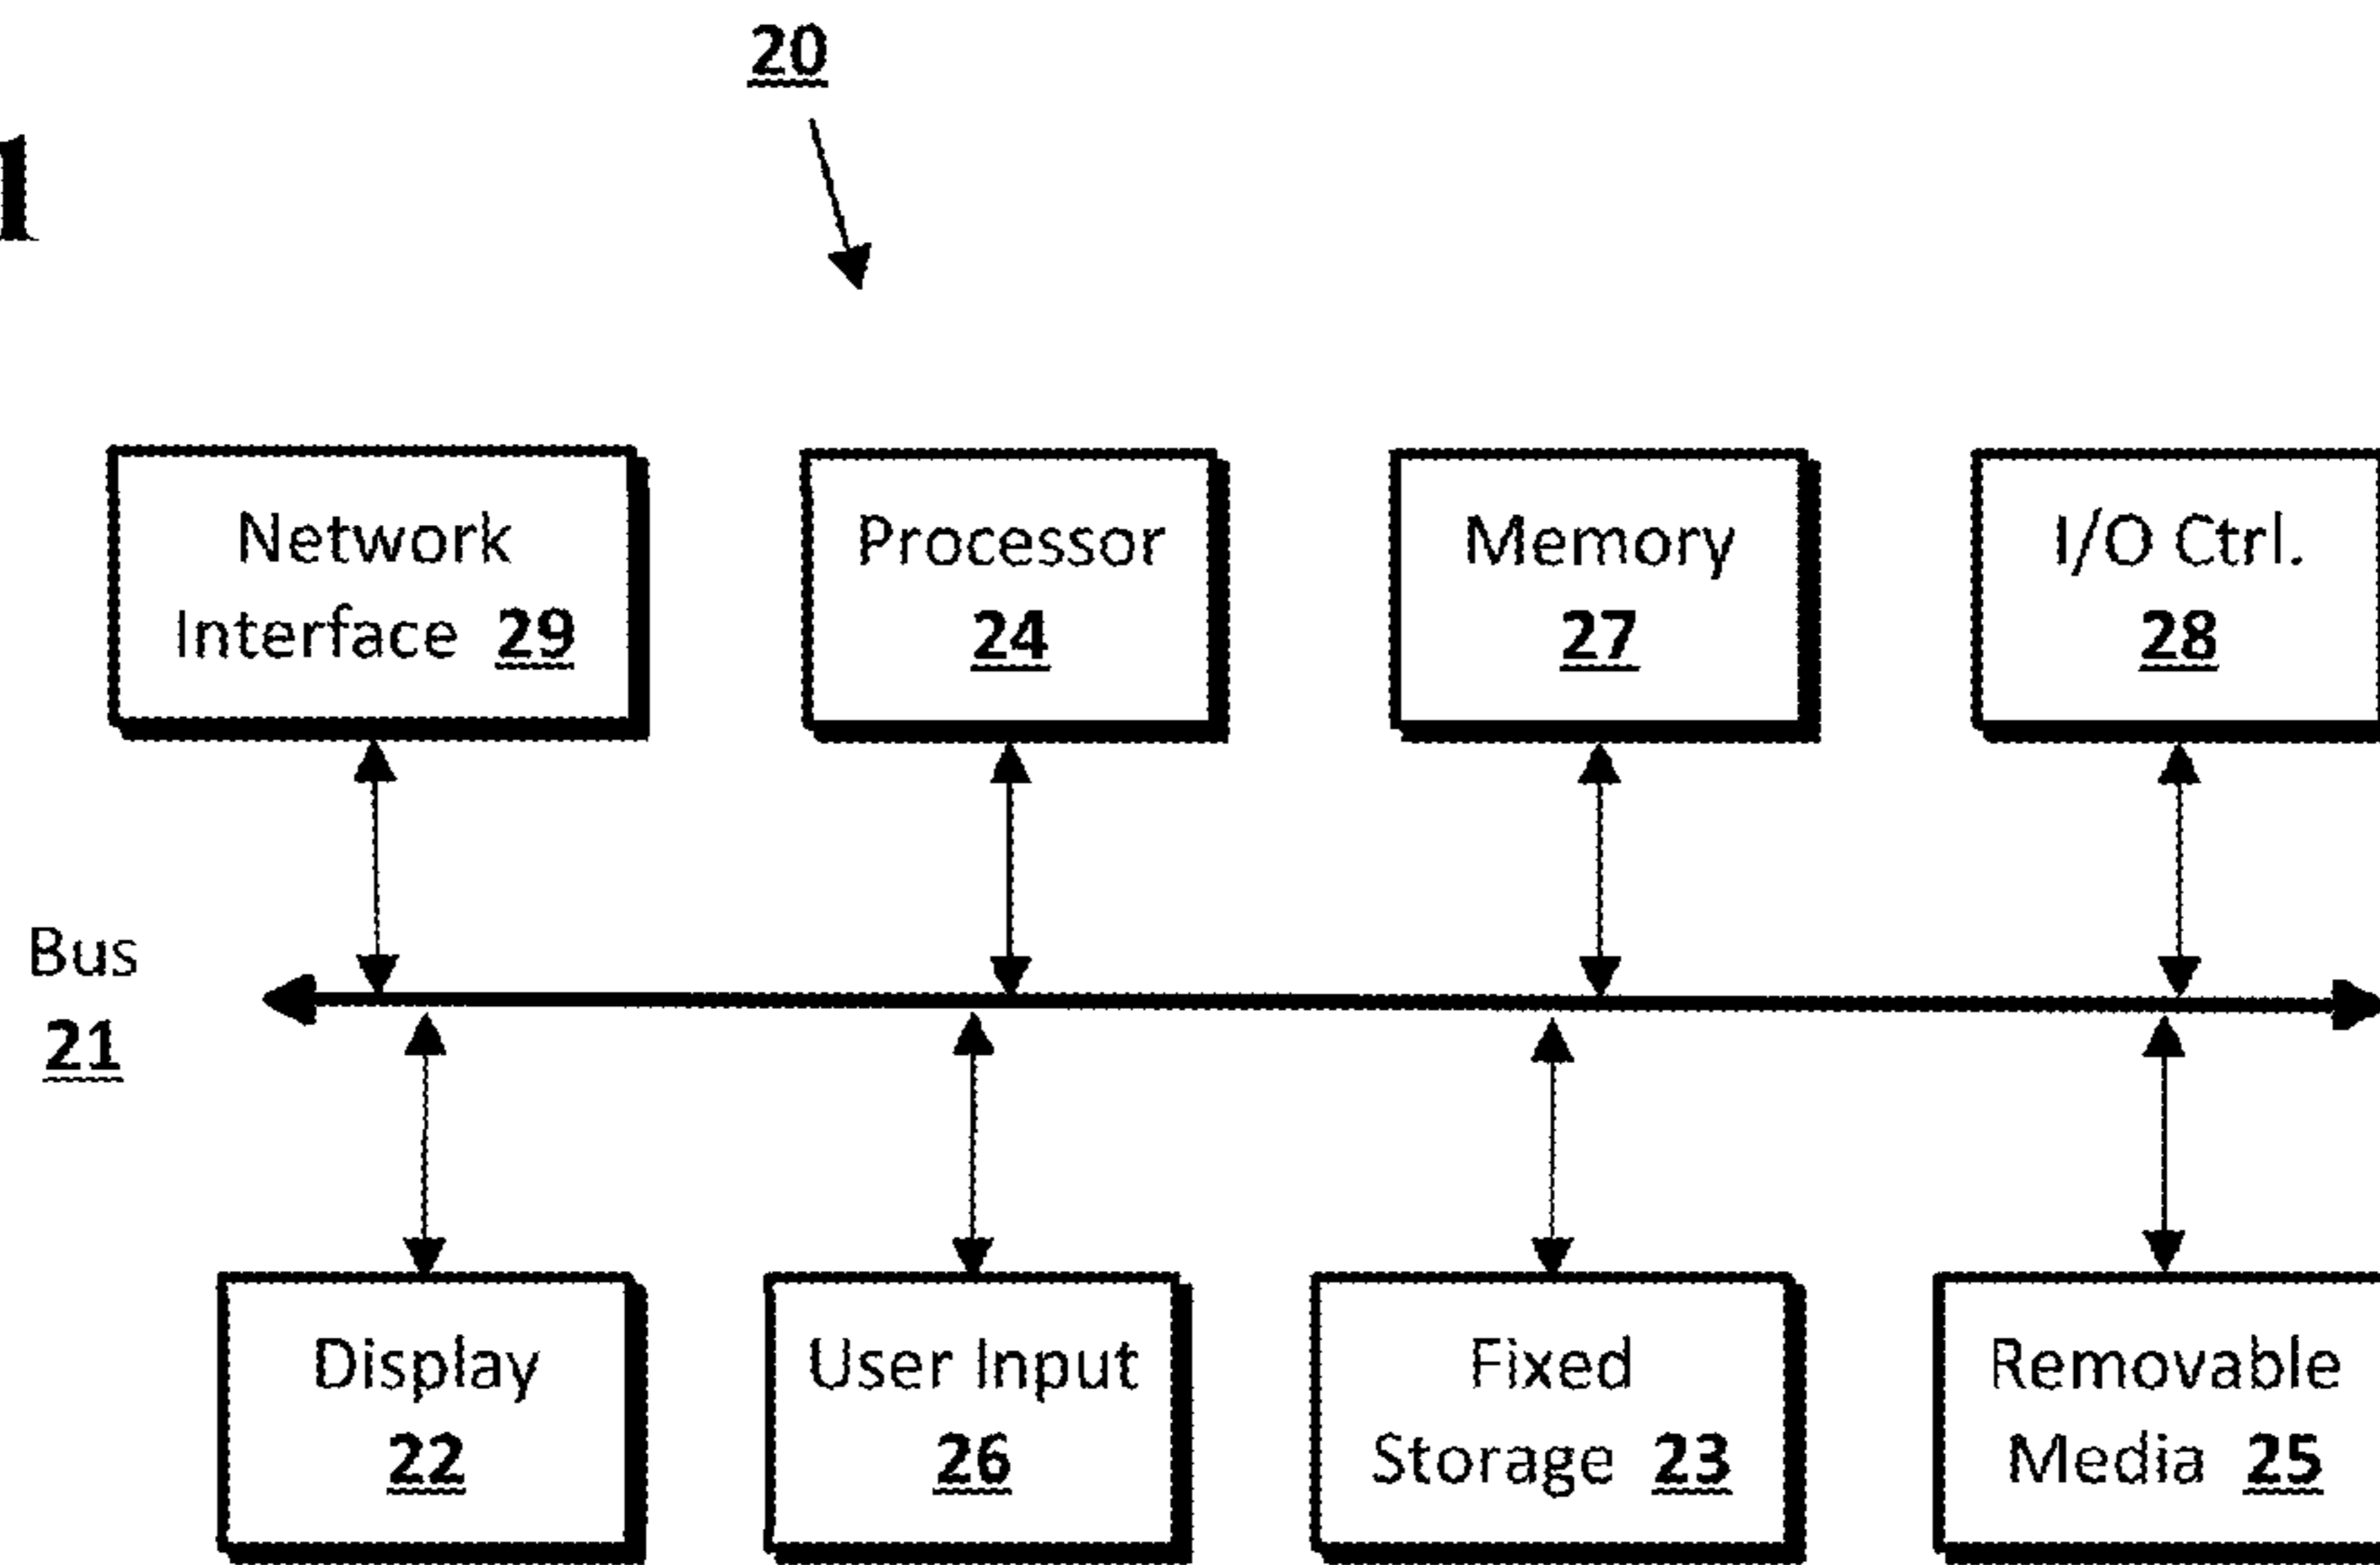 20
1
Network
Interface 29
Processor
24
Memory
27
I/O Ctrl.
28
Bus
21
Display
22
User Input
26
Fixed
Storage 23
Removable
Media 25